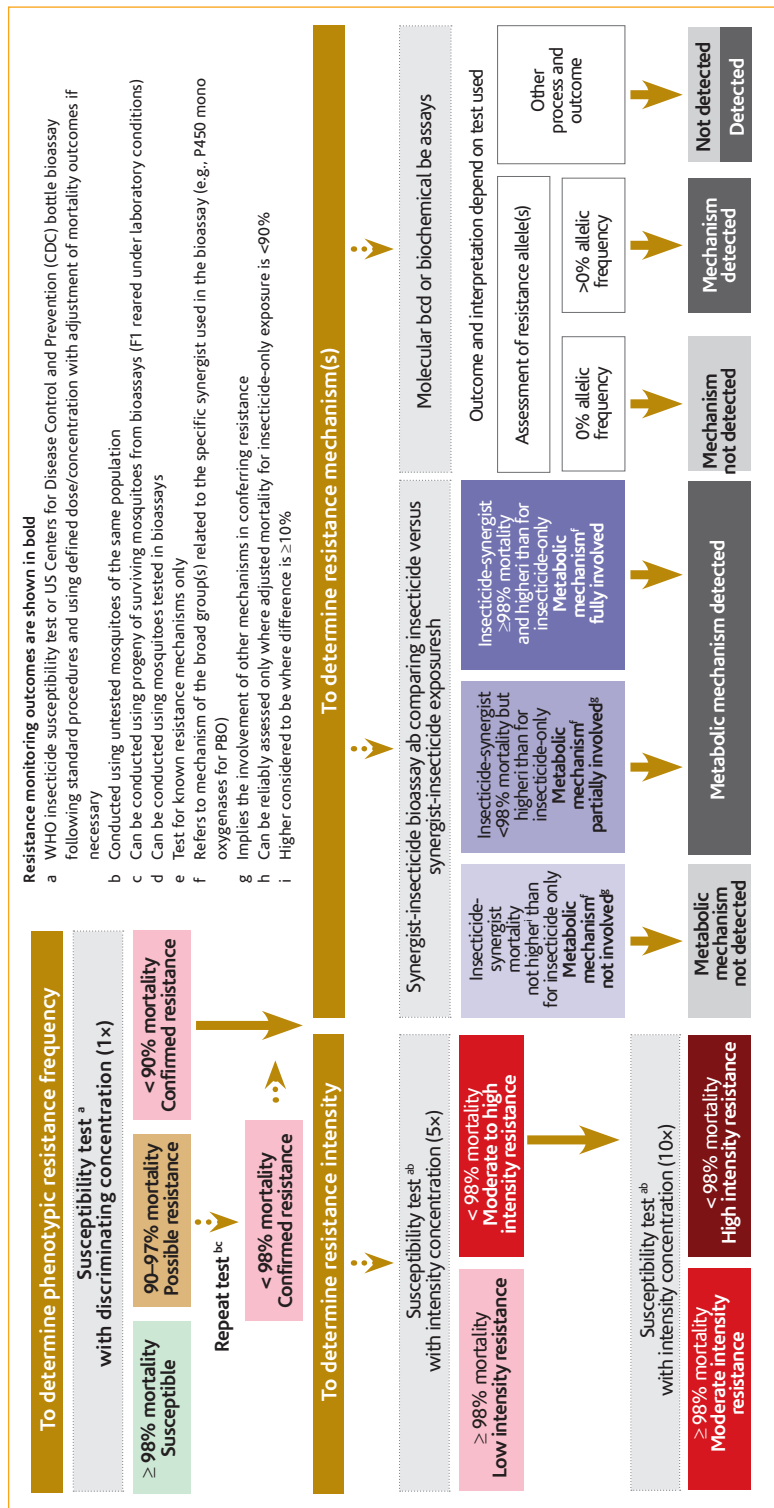 To determine phenotypic resistance frequency
Susceptibility test a
with discriminating concentration (1×)
≥ 98% mortality
Susceptible
90–97% mortality
Possible resistance
< 90% mortality
Confirmed resistance
Repeat test bc
< 98% mortality
Confirmed resistance
Resistance monitoring outcomes are shown in bold
a WHO insecticide susceptibility test or US Centers for Disease Control and Prevention (CDC) bottle bioassay
following standard procedures and using defined dose/concentration with adjustment of mortality outcomes if
necessary
b Conducted using untested mosquitoes of the same population
c Can be conducted using progeny of surviving mosquitoes from bioassays (F1 reared under laboratory conditions)
d Can be conducted using mosquitoes tested in bioassays
e Test for known resistance mechanisms only
f Refers to mechanism of the broad group(s) related to the specific synergist used in the bioassay (e.g., P450 mono
oxygenases for PBO)
g Implies the involvement of other mechanisms in conferring resistance
h Can be reliably assessed only where adjusted mortality for insecticide-only exposure is <90%
i Higher considered to be where difference is ≥10%
To determine resistance intensity
Susceptibility test ab
with intensity concentration (5×)
≥ 98% mortality
Low intensity resistance
< 98% mortality
Moderate to high
intensity resistance
Susceptibility test ab
with intensity concentration (10×)
≥ 98% mortality
Moderate intensity
resistance
< 98% mortality
High intensity resistance
To determine resistance mechanism(s)
Synergist-insecticide bioassay ab comparing insecticide versus
synergist-insecticide exposuresh
Insecticide-
synergist
mortality
not higheri than
for insecticide only
Metabolic
mechanismf
not involvedg
Insecticide-synergist
<98% mortality but
higheri than for
insecticide-only
Metabolic
mechanismf
partially involvedg
Insecticide-synergist
≥98% mortality
and higheri than for
insecticide-only
Metabolic
mechanismf
fully involved
Metabolic
mechanism
not detected
Metabolic mechanism detected
Molecular bcd or biochemical be assays
Outcome and interpretation depend on test used
Assessment of resistance allele(s)
0% allelic
frequency
>0% allelic
frequency
Other
process and
outcome
Mechanism
not detected
Mechanism
detected
Not detected
Detected